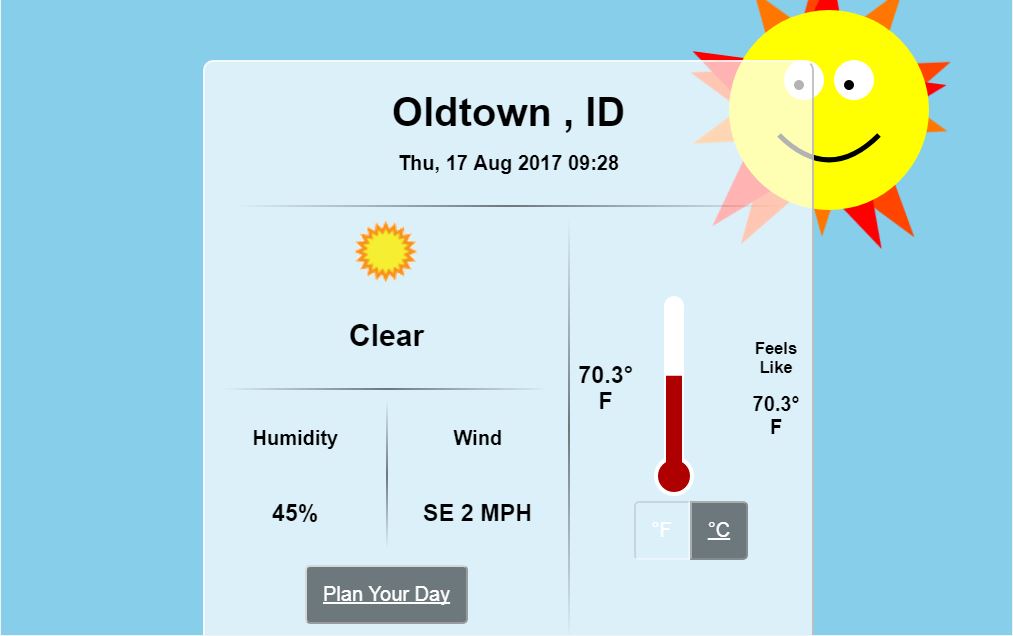 Oldtown , ID
Thu, 17 Aug 2017 09:28
Clear
Humidity
45%
Wind
SE 2 MPH
Plan Your Day
70.3°
F
Feels
Like
70.3°
F
°F
°C